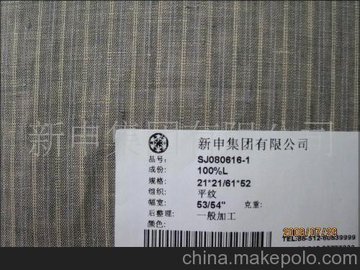 新申集团有限公司
新申集团有限公司
品号: SJ080616-1
成份: 100%L
规格: 21*21/61*52
组织: 平纹
幅宽: 53/54" 克重:
后整理: 一般加工
颜色:
china.makepolo.com